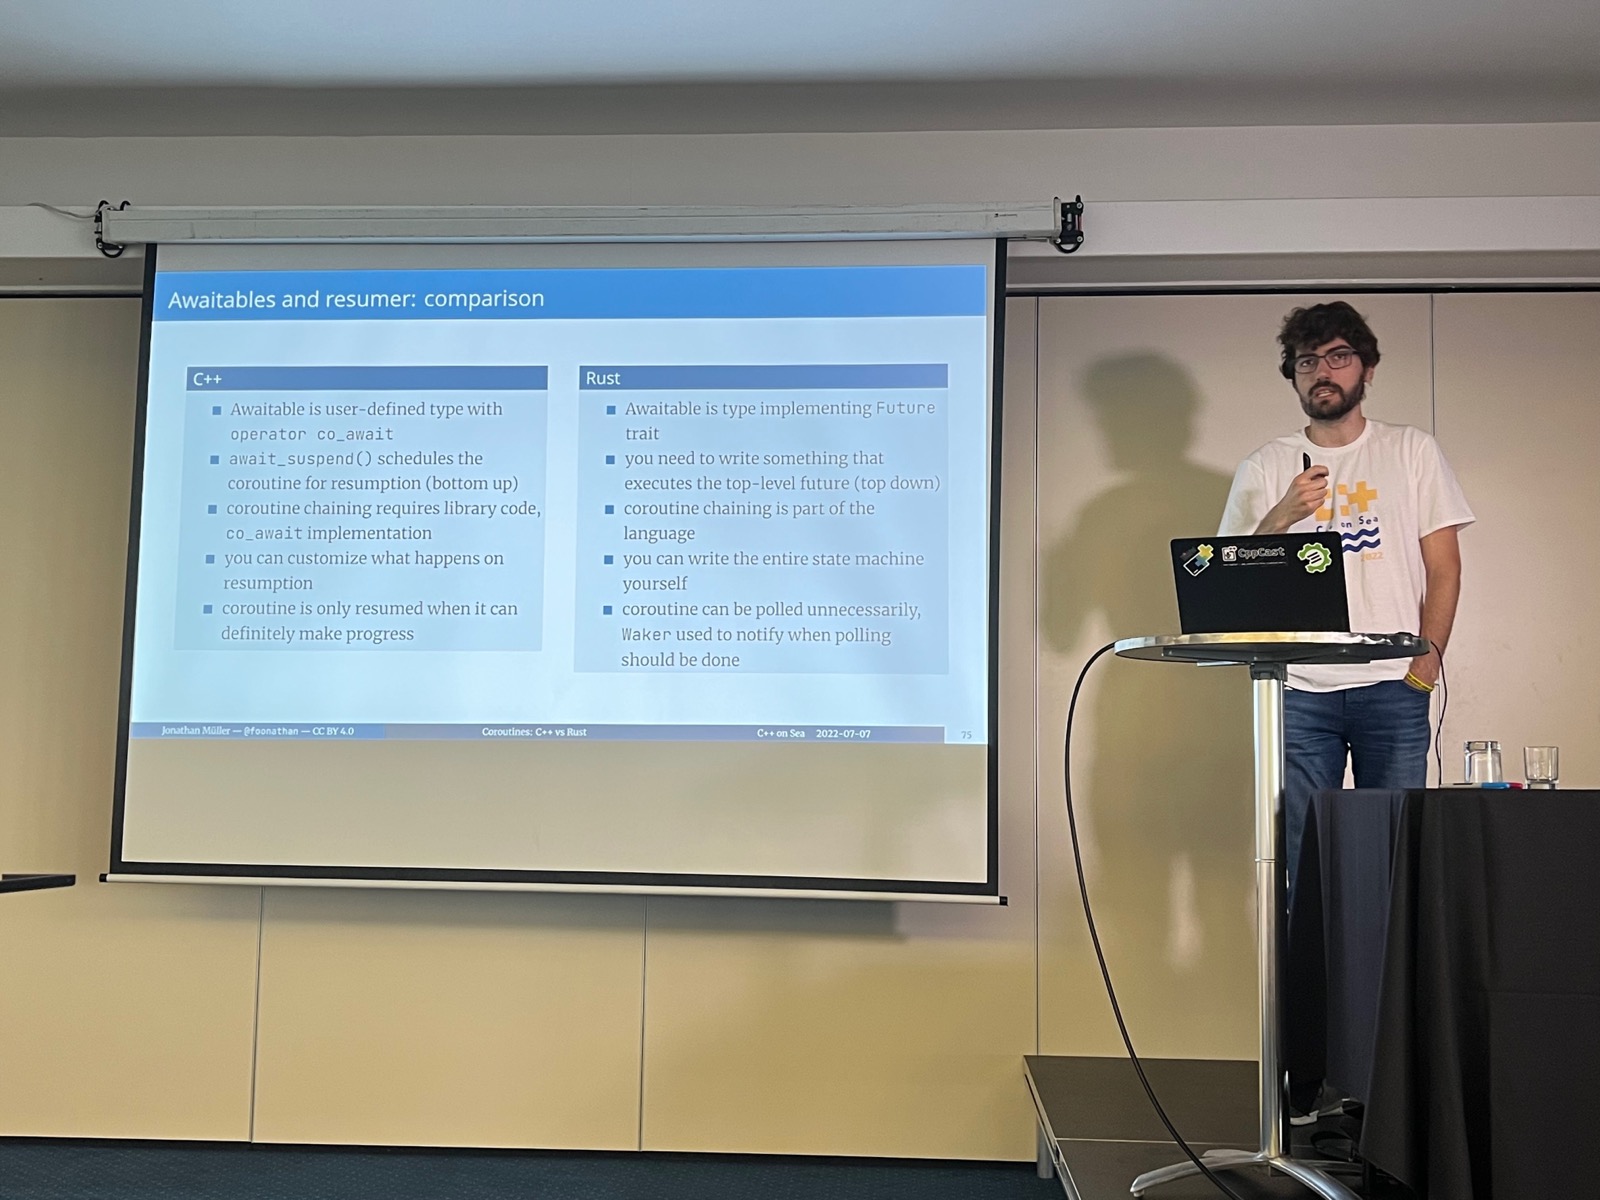 Awaitables and resumer: comparison
C++
Awaitable is user-defined type with
operator co_await
await_suspend() schedules the
coroutine for resumption (bottom up)
coroutine chaining requires library code,
co_await implementation
you can customize what happens on
resumption
coroutine is only resumed when it can
definitely make progress
Rust
Awaitable is type implementing Future
trait
you need to write something that
executes the top-level future (top down)
coroutine chaining is part of the
language
you can write the entire state machine
yourself
coroutine can be polled unnecessarily,
Waker used to notify when polling
should be done
Jonathan Müller — @foonathan — CC BY 4.0
Coroutines: C++ vs Rust
C++ on Sea 2022-07-07
75
on Sea
2022
CppCast